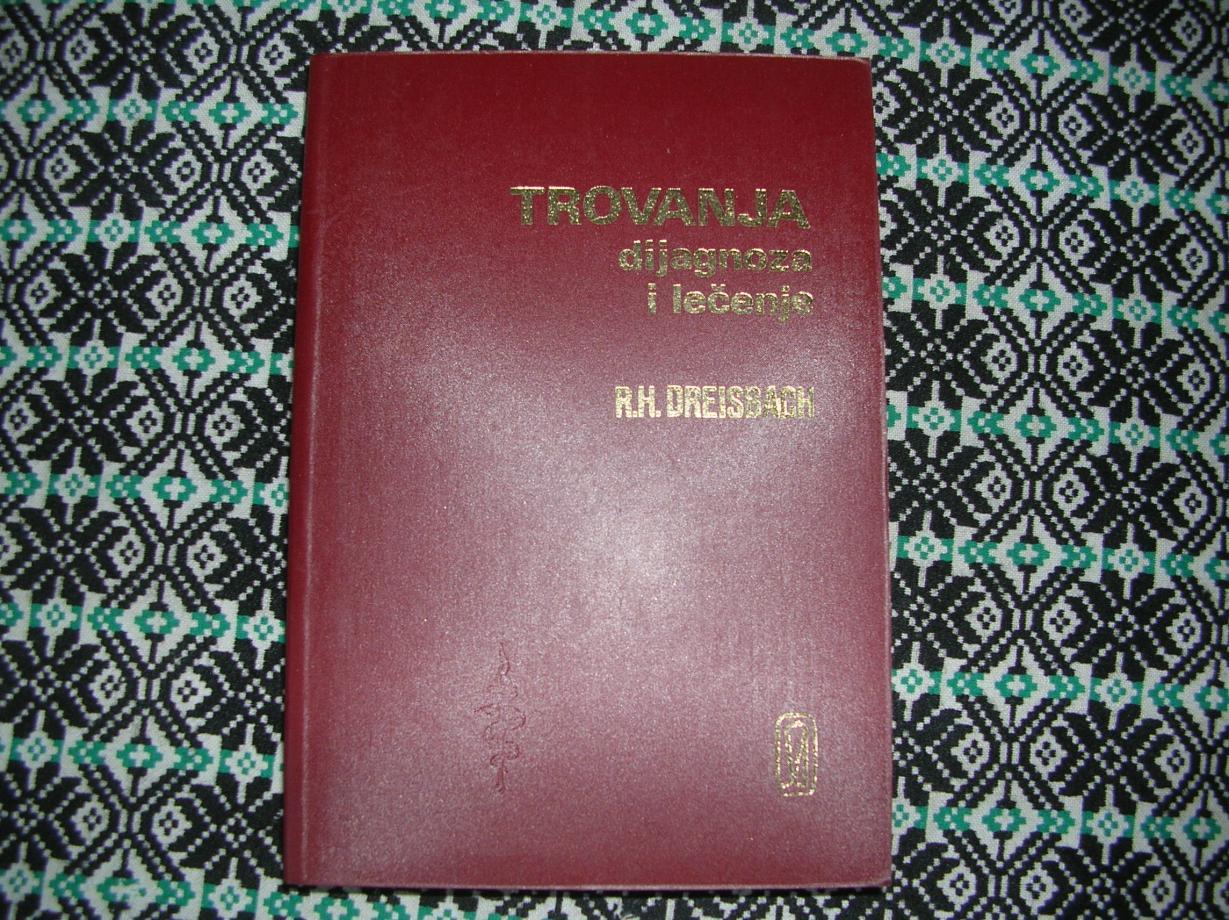 TROVANJA
dijagnoza
i lečenje
R.H. DREISBACH